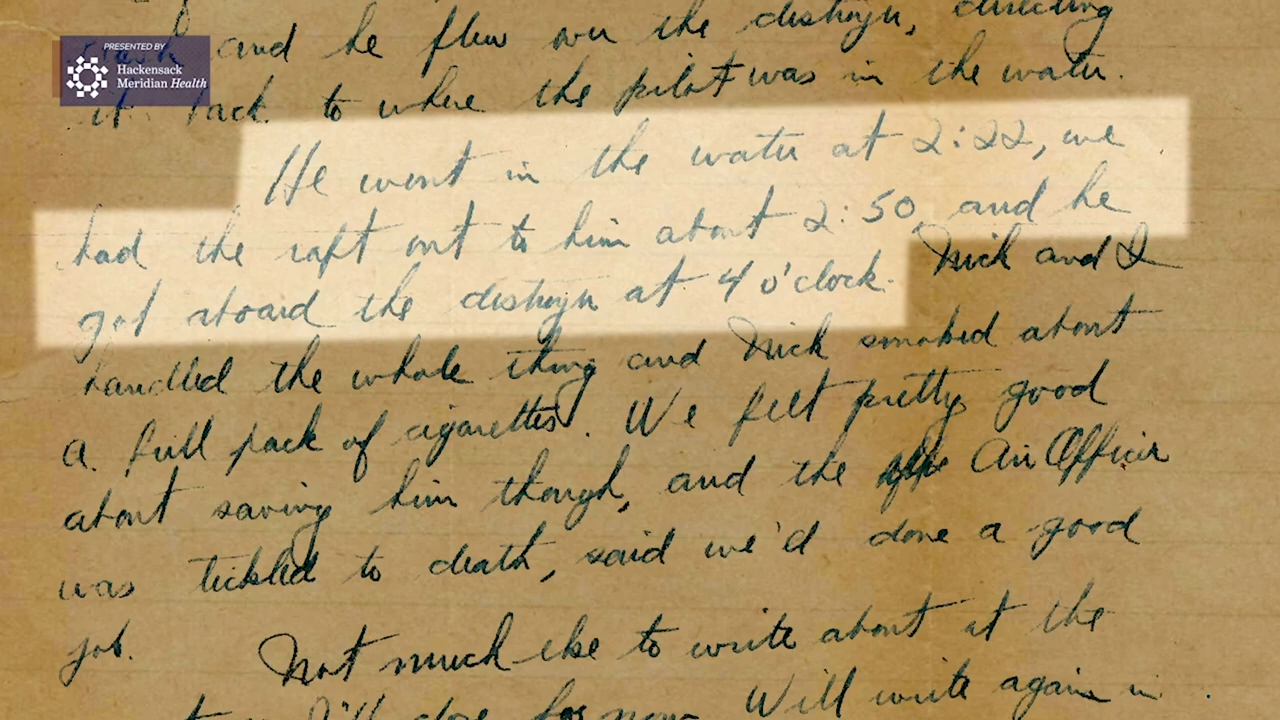 PRESENTED BY
Hackensack
Meridian Health
and he flew over the destroyer, directing
it back to where the pilot was in the water.
He went in the water at 2:22, we
had the raft out to him about 2:50 and he
got aboard the destroyer at 4 o'clock. Nick and I
handled the whole thing and Nick smoked about
a full pack of cigarettes. We felt pretty good
about saving him though, and the Air Officer
was tickled to death, said we'd done a good
job.
Not much else to write about at the
I'll close for now. Will write again in